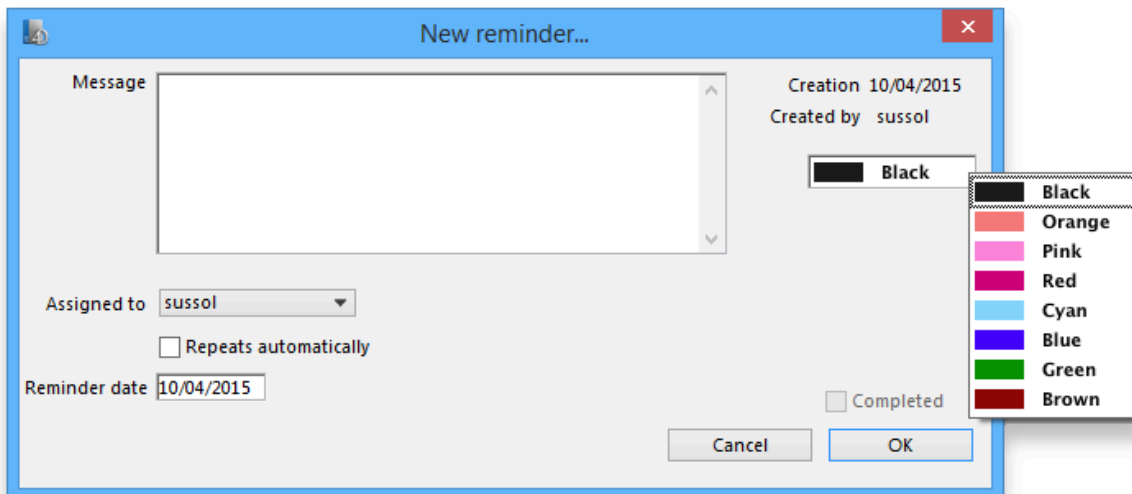 New reminder...
Message
Creation 10/04/2015
Created by sussol
Black
Black
Orange
Pink
Red
Cyan
Blue
Green
Brown
Assigned to sussol
Repeats automatically
Reminder date 10/04/2015
Completed
Cancel OK